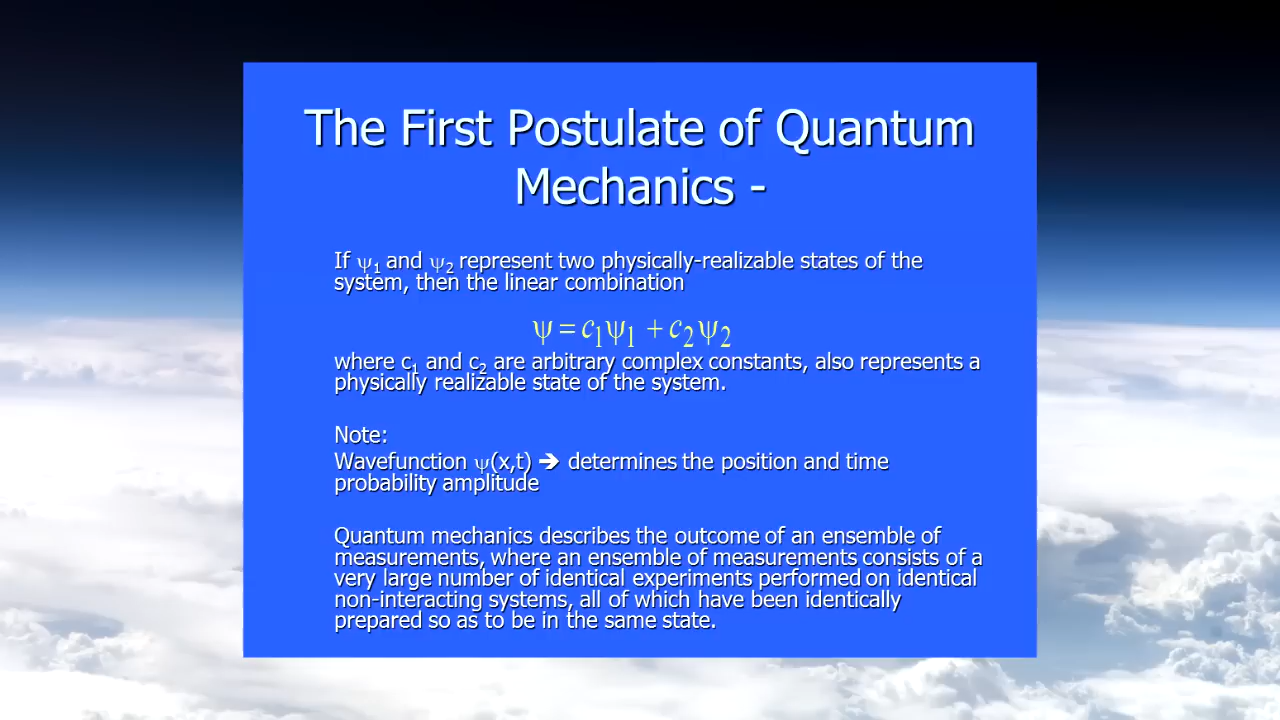 The First Postulate of Quantum
Mechanics -
If ψ1 and ψ2 represent two physically-realizable states of the
system, then the linear combination
ψ = c1ψ1 + c2ψ2
where c1 and c2 are arbitrary complex constants, also represents a
physically realizable state of the system.
Note:
Wavefunction ψ(x,t) ➔ determines the position and time
probability amplitude
Quantum mechanics describes the outcome of an ensemble of
measurements, where an ensemble of measurements consists of a
very large number of identical experiments performed on identical
non-interacting systems, all of which have been identically
prepared so as to be in the same state.